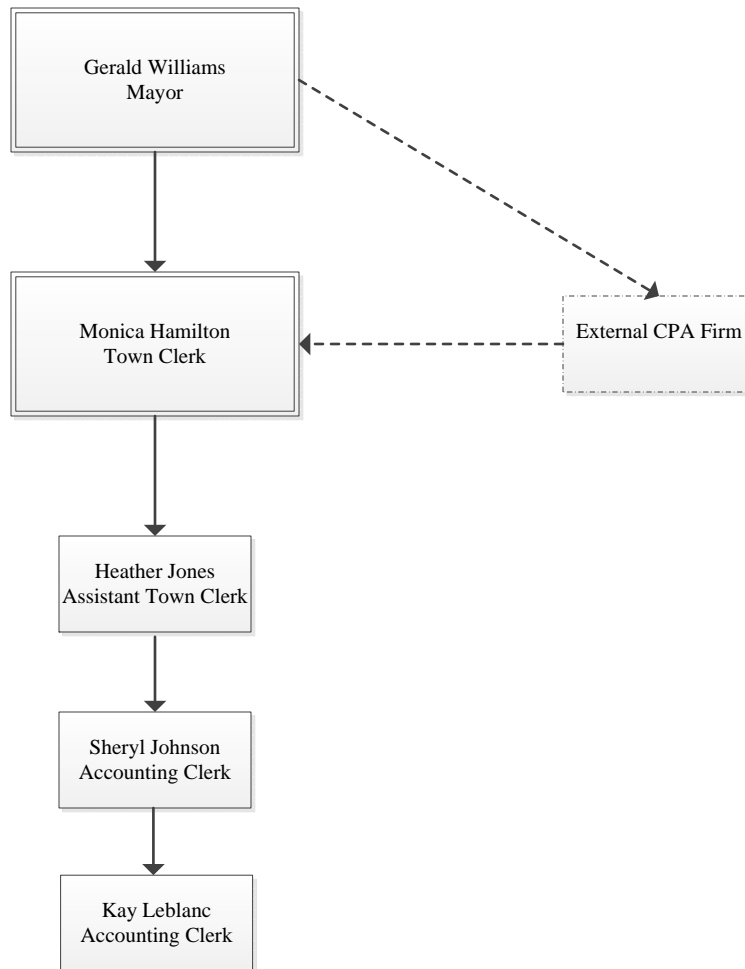 Gerald Williams
Mayor
Monica Hamilton
Town Clerk
External CPA Firm
Heather Jones
Assistant Town Clerk
Sheryl Johnson
Accounting Clerk
Kay Leblanc
Accounting Clerk